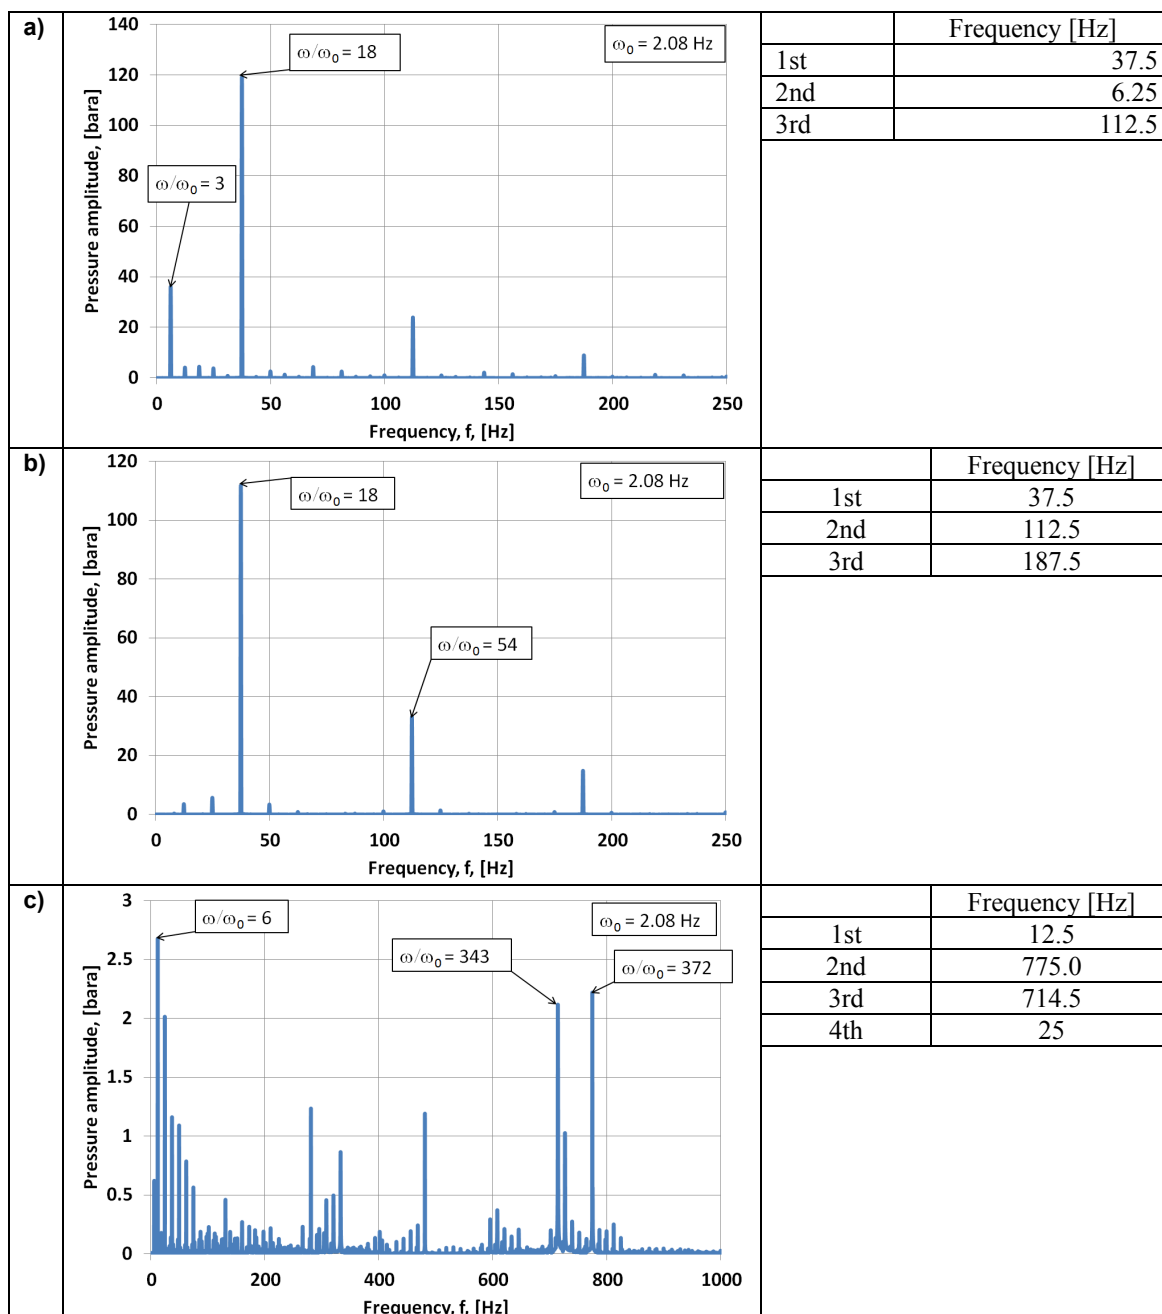 a)
140
120
100
80
60
40
20
0
Pressure amplitude, [bara]
ω/ω0 = 18
ω0 = 2.08 Hz
ω/ω0 = 3
0 50 100 150 200 250
Frequency, f, [Hz]
Frequency [Hz]
1st 37.5
2nd 6.25
3rd 112.5
b)
120
100
80
60
40
20
0
Pressure amplitude, [bara]
ω/ω0 = 18
ω0 = 2.08 Hz
ω/ω0 = 54
0 50 100 150 200 250
Frequency, f, [Hz]
Frequency [Hz]
1st 37.5
2nd 112.5
3rd 187.5
c)
3
2.5
2
1.5
1
0.5
0
Pressure amplitude, [bara]
ω/ω0 = 6
ω0 = 2.08 Hz
ω/ω0 = 343
ω/ω0 = 372
0 200 400 600 800 1000
Frequency, f, [Hz]
Frequency [Hz]
1st 12.5
2nd 775.0
3rd 714.5
4th 25